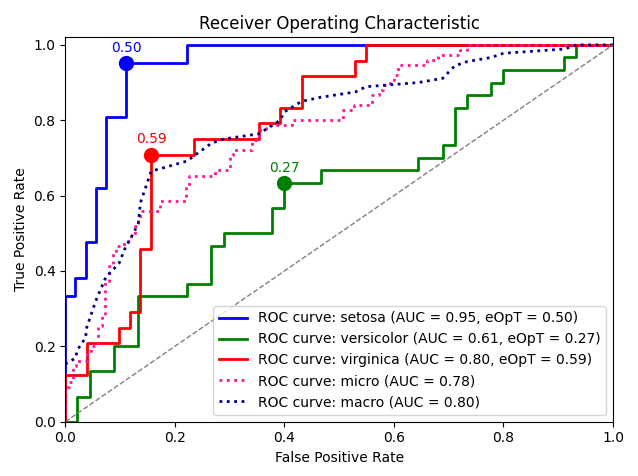 Receiver Operating Characteristic
1.0
0.8
0.6
0.4
0.2
0.0
True Positive Rate
0.50
0.59
0.27
ROC curve: setosa (AUC = 0.95, eOpT = 0.50)
ROC curve: versicolor (AUC = 0.61, eOpT = 0.27)
ROC curve: virginica (AUC = 0.80, eOpT = 0.59)
ROC curve: micro (AUC = 0.78)
ROC curve: macro (AUC = 0.80)
0.0 0.2 0.4 0.6 0.8 1.0
False Positive Rate